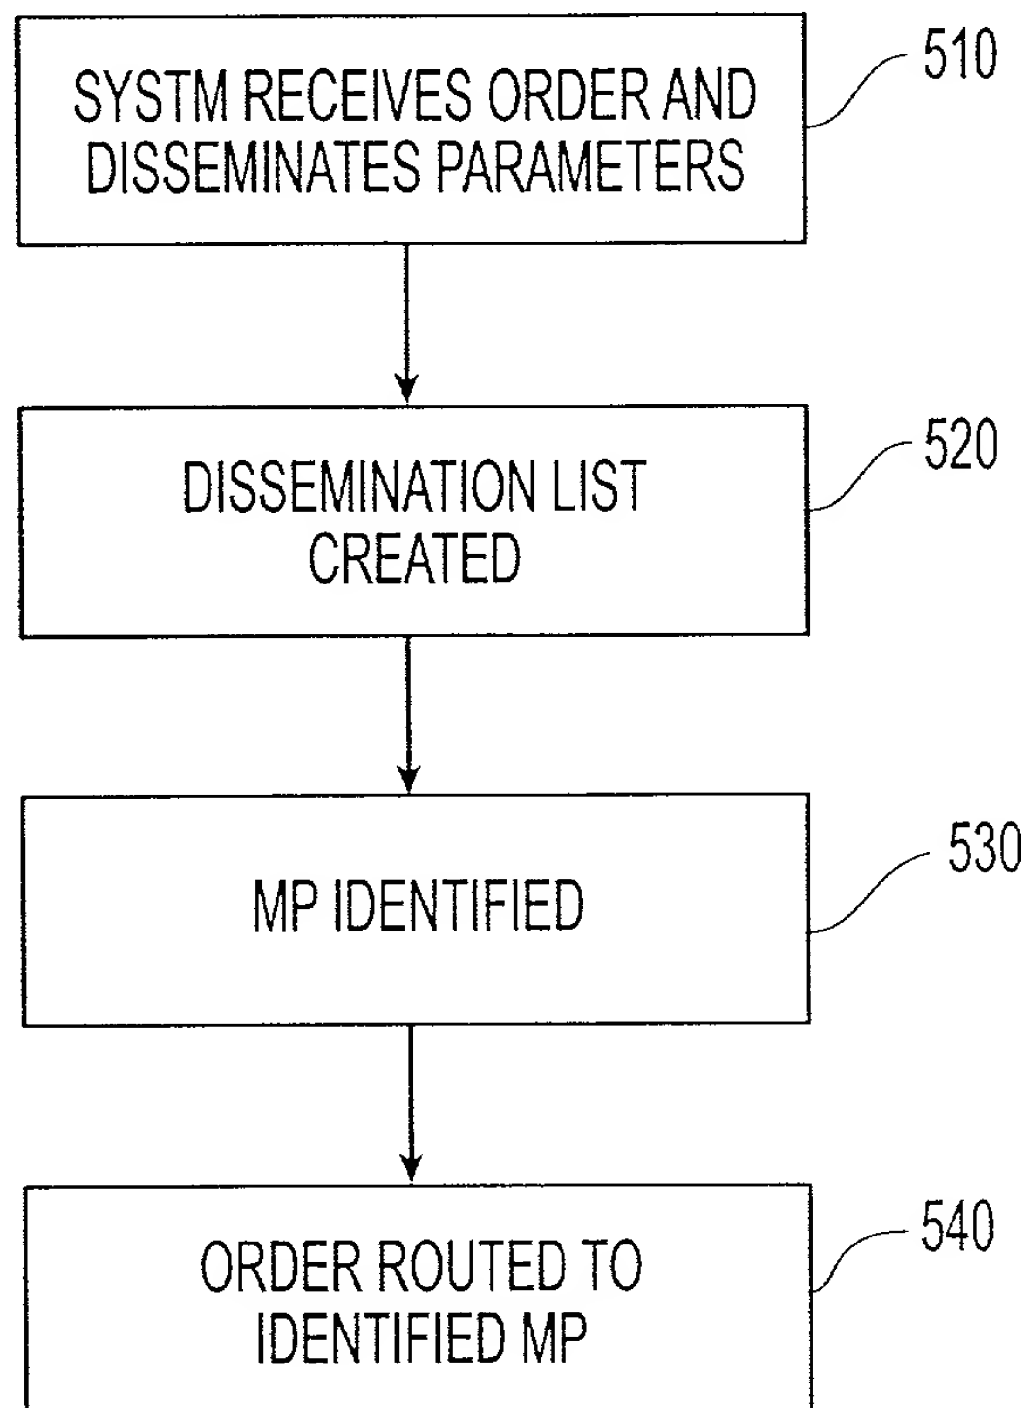 SYSTM RECEIVES ORDER AND
DISSEMINATES PARAMETERS
510
DISSEMINATION LIST
CREATED
520
MP IDENTIFIED
530
ORDER ROUTED TO
IDENTIFIED MP
540